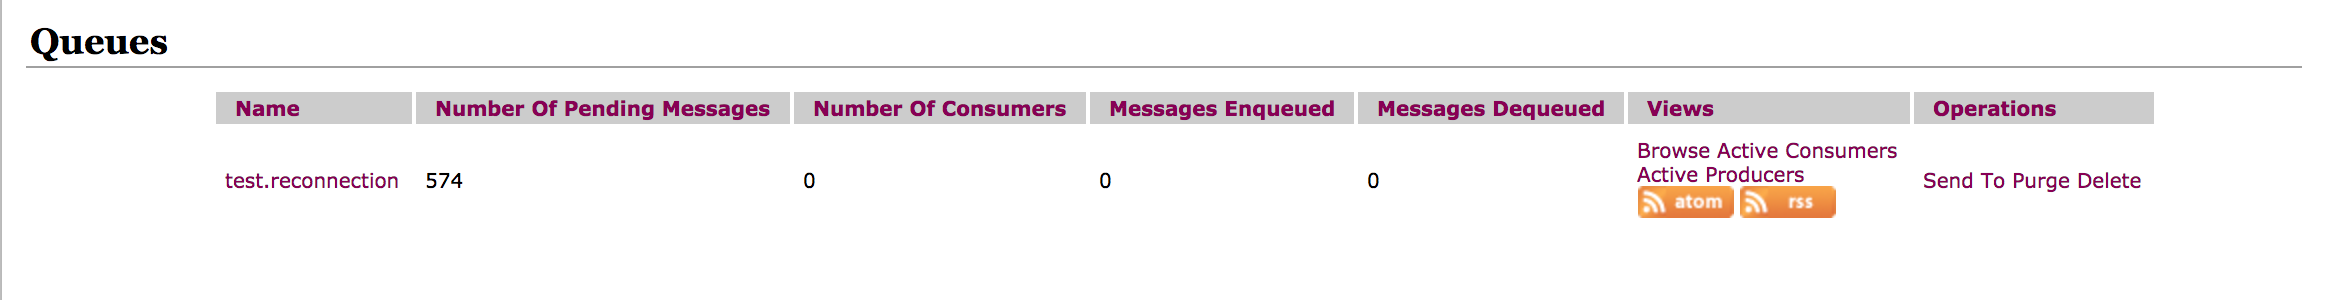 Queues
Name Number Of Pending Messages Number Of Consumers Messages Enqueued Messages Dequeued Views Operations
test.reconnection 574 0 0 0 Browse Active Consumers
Active Producers
atom rss
Send To Purge Delete